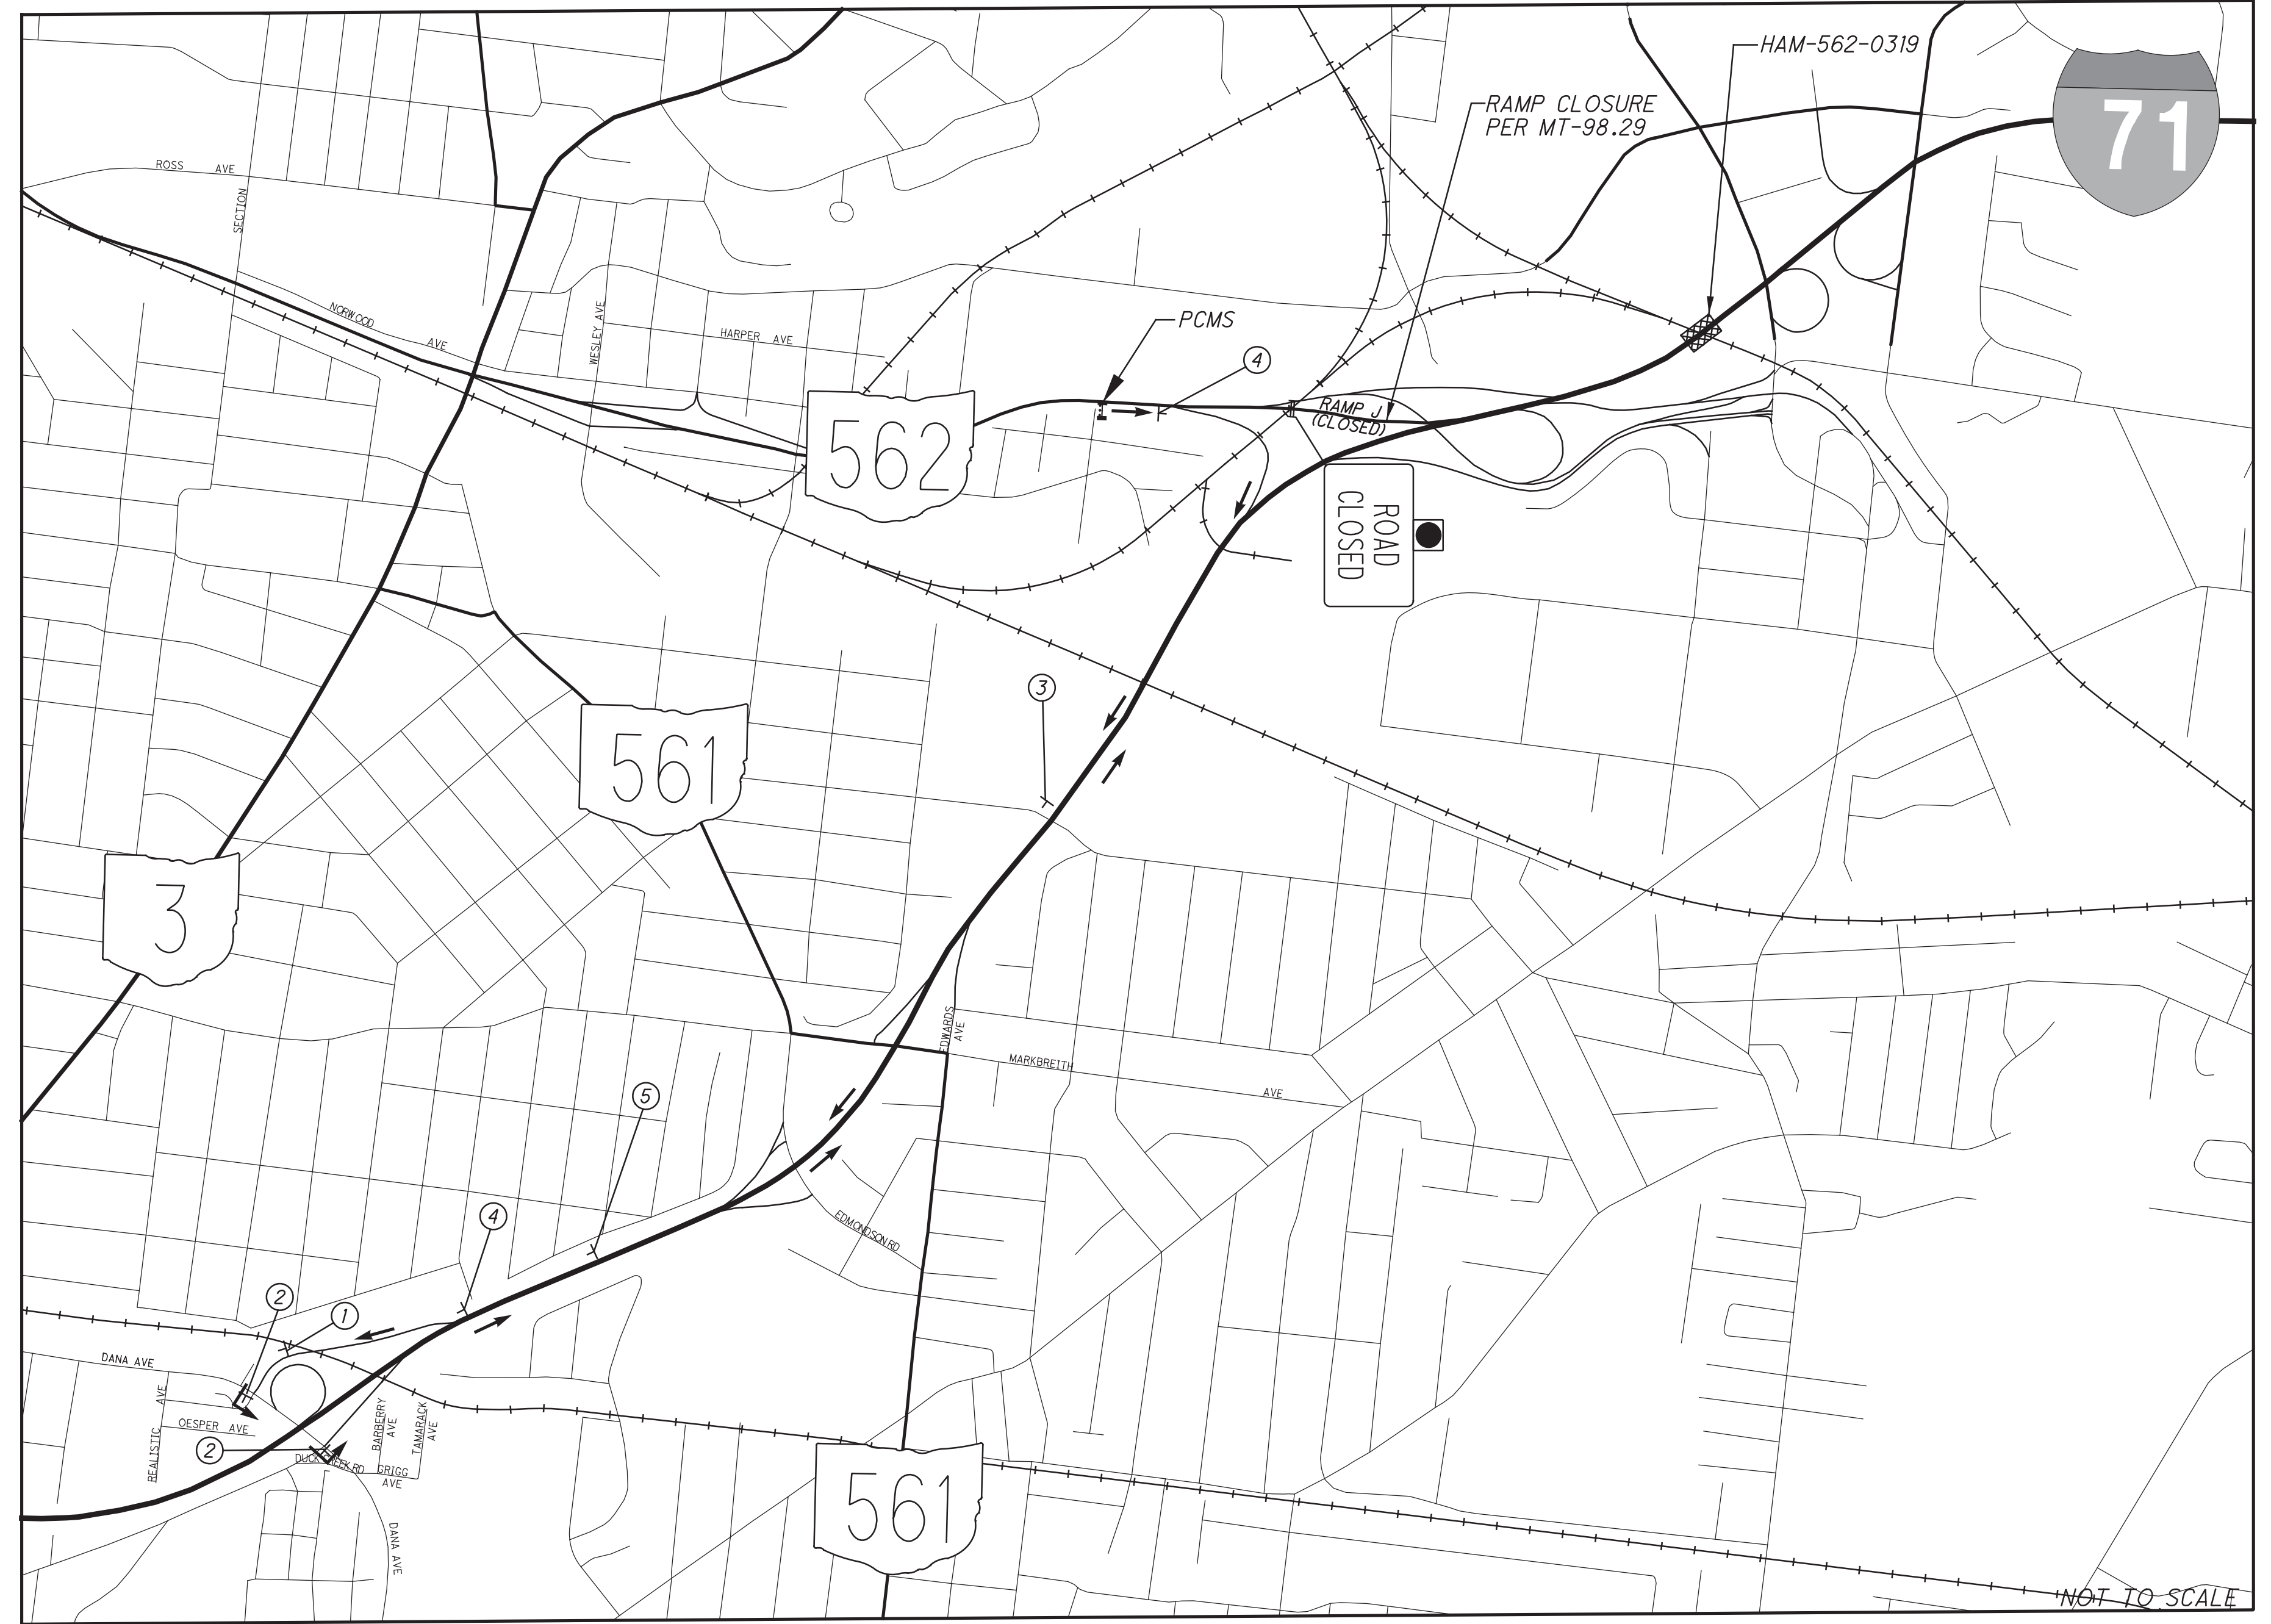 HAM-562-0319
71
RAMP CLOSURE
PER MT-98.29
ROSS AVE
SECTION
NORWOOD AVE
WESLEY AVE
HARPER AVE
PCMS
4
562
RAMP J
(CLOSED)
ROAD
CLOSED
3
561
3
EDWARDS
AVE
MARKBREITH AVE
5
4
EDMONDSON RD
2
1
DANA AVE
REALISTIC AVE
OESPER AVE
2
BARBERRY
AVE
TAMARACK
AVE
DUCK CREEK RD
GRIGG
AVE
DANA AVE
561
NOT TO SCALE